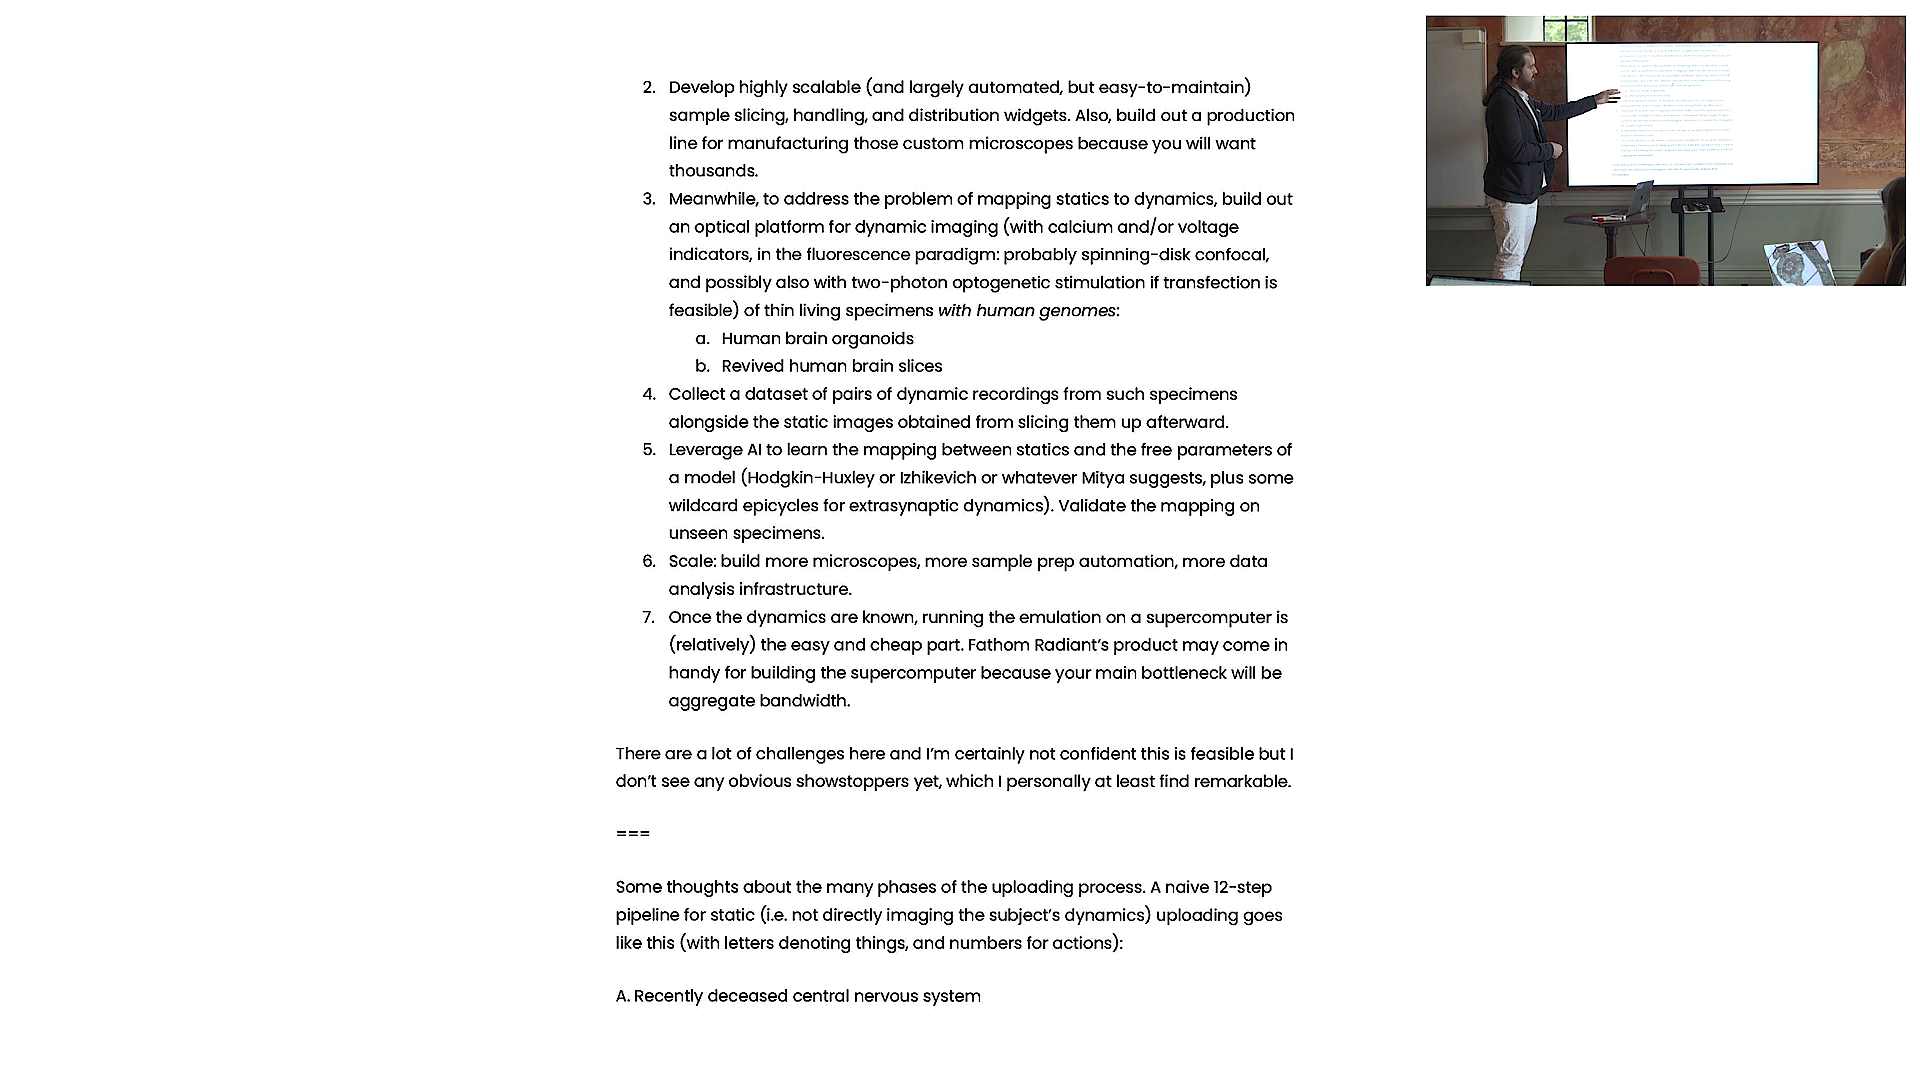 2. Develop highly scalable (and largely automated, but easy-to-maintain)
sample slicing, handling, and distribution widgets. Also, build out a production
line for manufacturing those custom microscopes because you will want
thousands.
3. Meanwhile, to address the problem of mapping statics to dynamics, build out
an optical platform for dynamic imaging (with calcium and/or voltage
indicators, in the fluorescence paradigm: probably spinning-disk confocal,
and possibly also with two-photon optogenetic stimulation if transfection is
feasible) of thin living specimens with human genomes:
a. Human brain organoids
b. Revived human brain slices
4. Collect a dataset of pairs of dynamic recordings from such specimens
alongside the static images obtained from slicing them up afterward.
5. Leverage AI to learn the mapping between statics and the free parameters of
a model (Hodgkin-Huxley or Izhikevich or whatever Mitya suggests, plus some
wildcard epicycles for extrasynaptic dynamics). Validate the mapping on
unseen specimens.
6. Scale: build more microscopes, more sample prep automation, more data
analysis infrastructure.
7. Once the dynamics are known, running the emulation on a supercomputer is
(relatively) the easy and cheap part. Fathom Radiant's product may come in
handy for building the supercomputer because your main bottleneck will be
aggregate bandwidth.
There are a lot of challenges here and I'm certainly not confident this is feasible but I
don't see any obvious showstoppers yet, which I personally at least find remarkable.
===
Some thoughts about the many phases of the uploading process. A naive 12-step
pipeline for static (i.e. not directly imaging the subject's dynamics) uploading goes
like this (with letters denoting things, and numbers for actions):
A. Recently deceased central nervous system